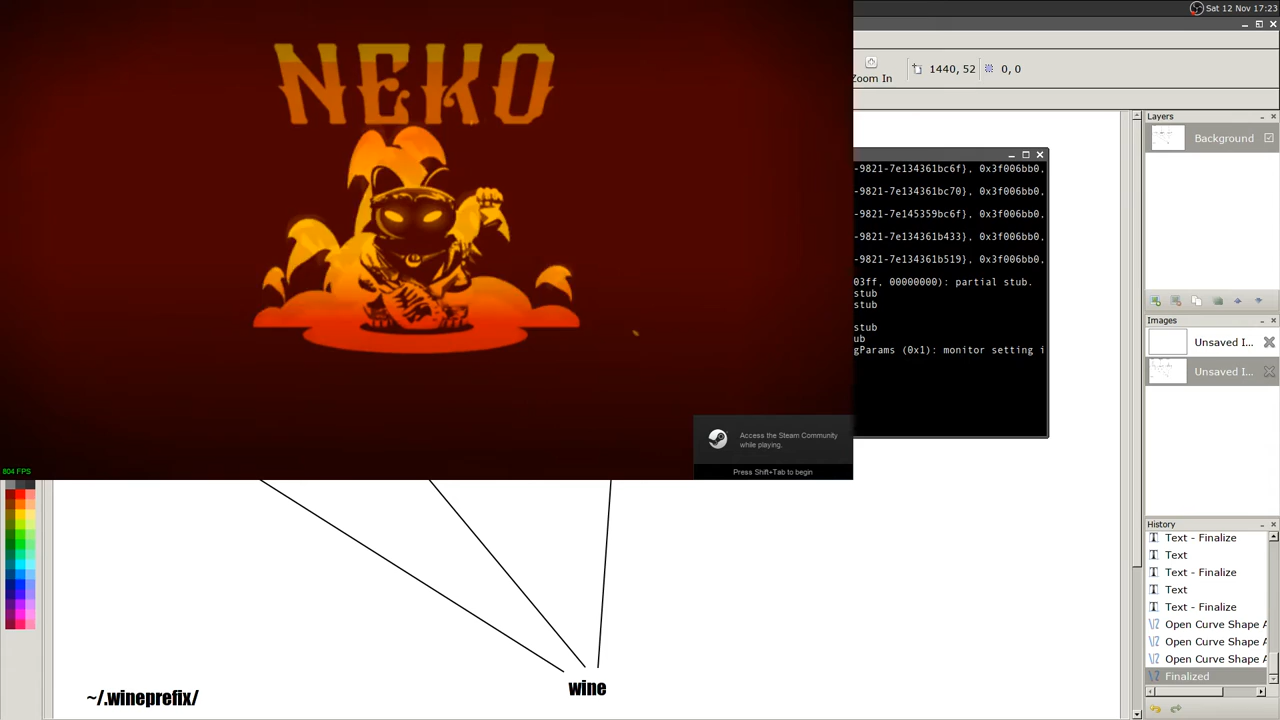 Sat 12 Nov 17:23
NEKO
Zoom In
1440, 52
0, 0
Layers
Background
-9821-7e134361bc6f}, 0x3f006bb0,
-9821-7e134361bc70}, 0x3f006bb0,
-9821-7e145359bc6f}, 0x3f006bb0,
-9821-7e134361b433}, 0x3f006bb0,
-9821-7e134361b519}, 0x3f006bb0,
03ff, 00000000): partial stub.
stub
stub
stub
ub
gParams (0x1): monitor setting i
Images
Unsaved I...
Unsaved I...
Access the Steam Community
while playing.
Press Shift+Tab to begin
804 FPS
History
Text - Finalize
Text
Text - Finalize
Text
Text - Finalize
Open Curve Shape A
Open Curve Shape A
Open Curve Shape A
Finalized
wine
~/.wineprefix/